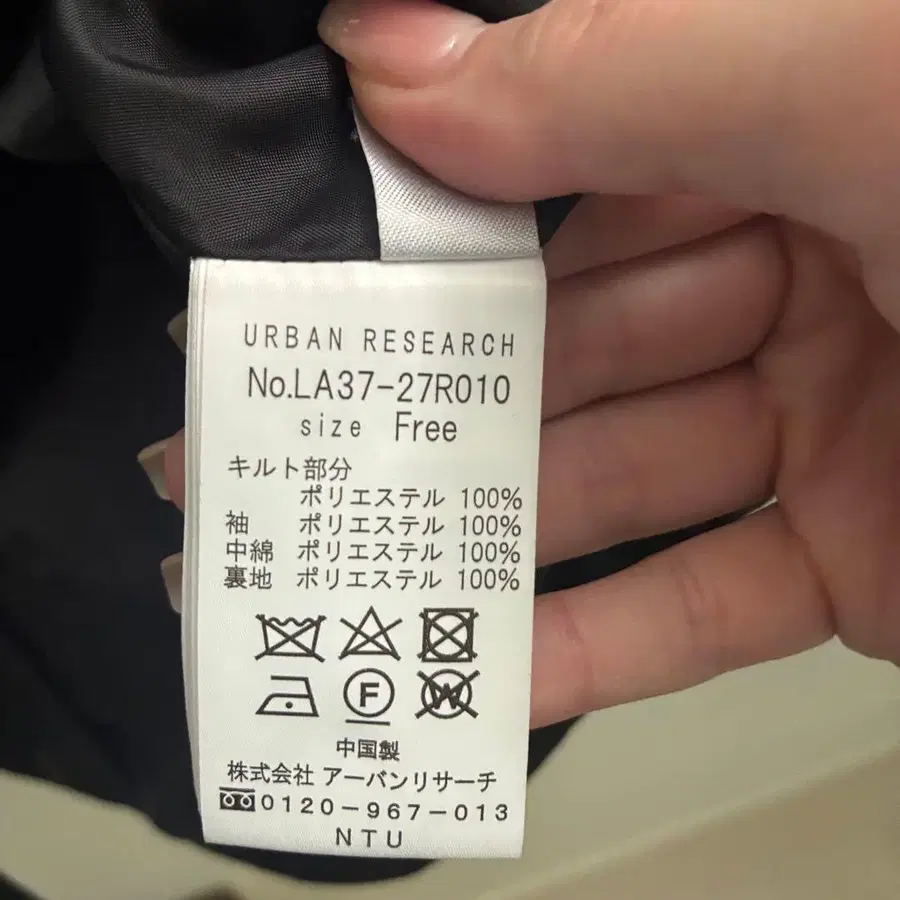 URBAN RESEARCH
No.LA37-27R010
size Free
キルト部分
ポリエステル 100%
袖 ポリエステル 100%
中綿 ポリエステル 100%
裏地 ポリエステル 100%
F W
中国製
株式会社 アーバンリサーチ
0120-967-013
NTU